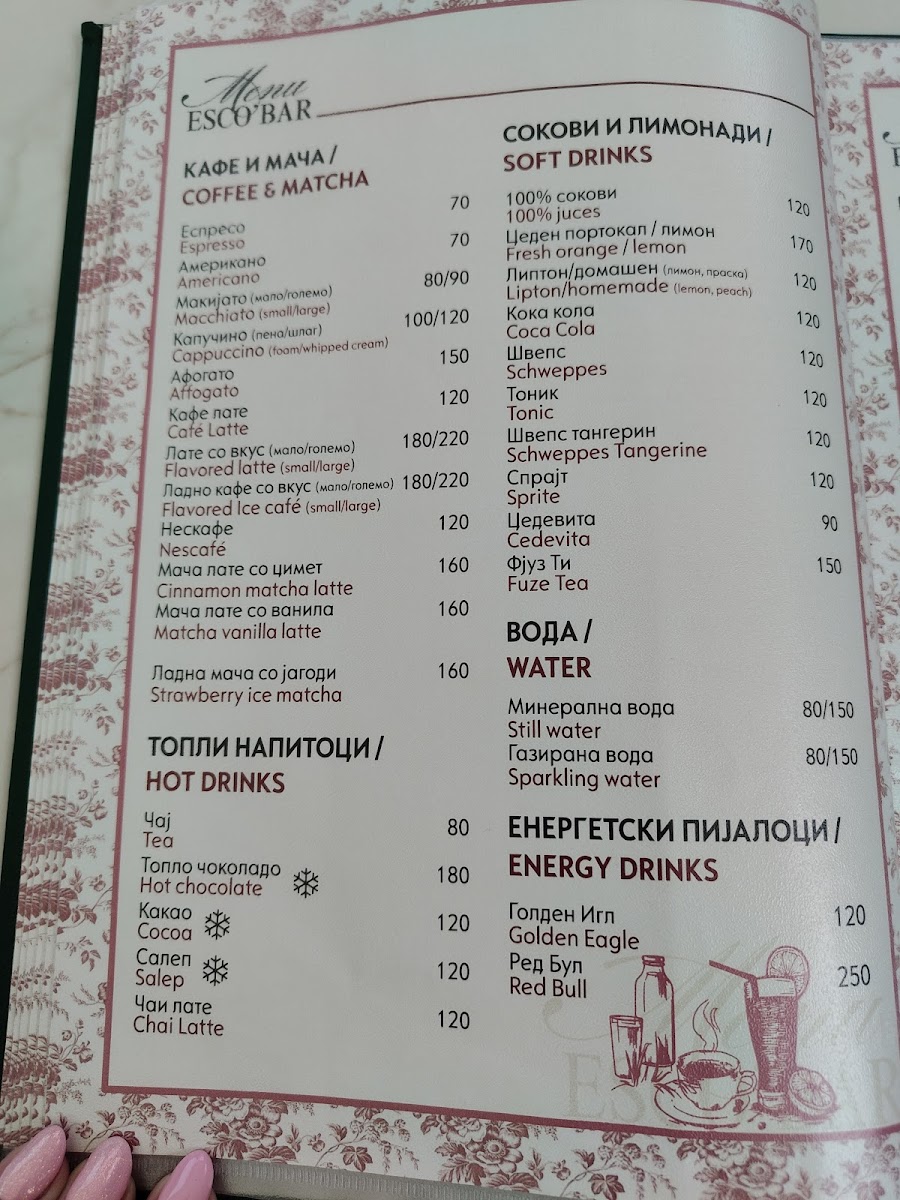 Menu
ESCO'BAR
КАФЕ И МАЧА /
COFFEE & MATCHA
Еспресо 70
Espresso
Американо 70
Americano
Макијато (мало/големо) 80/90
Macchiato (small/large)
Капучино (пена/шлаг) 100/120
Cappuccino (foam/whipped cream)
Афогато 150
Affogato
Кафе лате 120
Café Latte
Лате со вкус (мало/големо) 180/220
Flavored latte (small/large)
Ладно кафе со вкус (мало/големо) 180/220
Flavored Ice café (small/large)
Нескафе 120
Nescafé
Мача лате со цимет 160
Cinnamon matcha latte
Мача лате со ванила 160
Matcha vanilla latte
Ладна мача со јагоди 160
Strawberry ice matcha
ТОПЛИ НАПИТОЦИ /
HOT DRINKS
Чај 80
Tea
Топло чоколадо 180
Hot chocolate
Какао 120
Cocoa
Салеп 120
Salep
Чаи лате 120
Chai Latte
СОКОВИ И ЛИМОНАДИ /
SOFT DRINKS
100% сокови 120
100% juces
Цеден портокал / лимон 170
Fresh orange / lemon
Липтон/домашен (лимон, праска) 120
Lipton/homemade (lemon, peach)
Кока кола 120
Coca Cola
Швепс 120
Schweppes
Тоник 120
Tonic
Швепс тангерин 120
Schweppes Tangerine
Спрајт 120
Sprite
Цедевита 90
Cedevita
Фјуз Ти 150
Fuze Tea
ВОДА /
WATER
Минерална вода 80/150
Still water
Газирана вода 80/150
Sparkling water
ЕНЕРГЕТСКИ ПИЈАЛОЦИ /
ENERGY DRINKS
Голден Игл 120
Golden Eagle
Ред Бул 250
Red Bull